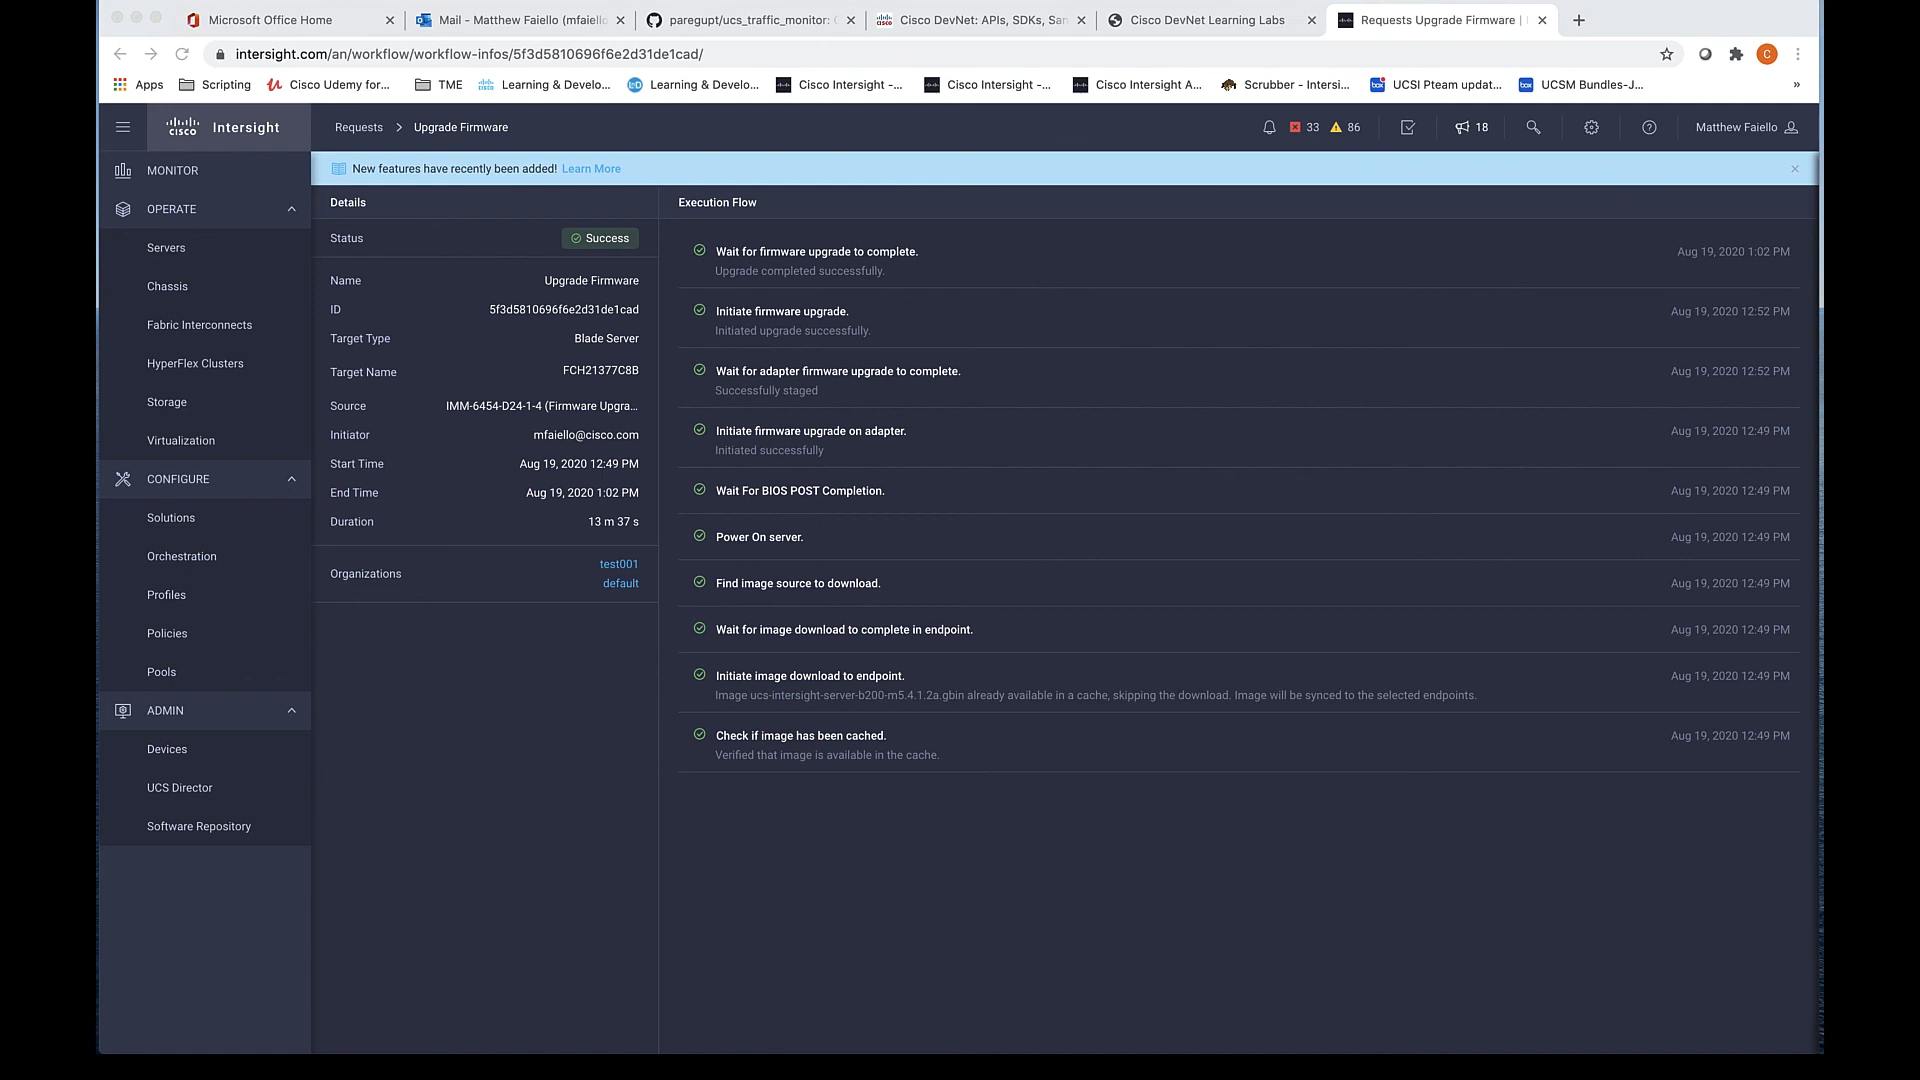 Microsoft Office Home
Mail - Matthew Faiello (mfaiello
paregupt/ucs_traffic_monitor:
Cisco DevNet: APIs, SDKs, San
Cisco DevNet Learning Labs
Requests Upgrade Firmware |
intersight.com/an/workflow/workflow-infos/5f3d5810696f6e2d31de1cad/
C
Apps
Scripting
Cisco Udemy for...
TME
Learning & Develo...
Learning & Develo...
Cisco Intersight -...
Cisco Intersight -...
Cisco Intersight A...
Scrubber - Intersi...
UCSI Pteam updat...
UCSM Bundles-J...
»
CISCO Intersight
Requests > Upgrade Firmware
33
86
18
Matthew Faiello
New features have recently been added! Learn More
MONITOR
OPERATE
Servers
Chassis
Fabric Interconnects
HyperFlex Clusters
Storage
Virtualization
CONFIGURE
Solutions
Orchestration
Profiles
Policies
Pools
ADMIN
Devices
UCS Director
Software Repository
Details
Status Success
Name Upgrade Firmware
ID 5f3d5810696f6e2d31de1cad
Target Type Blade Server
Target Name FCH21377C8B
Source IMM-6454-D24-1-4 (Firmware Upgra...
Initiator mfaiello@cisco.com
Start Time Aug 19, 2020 12:49 PM
End Time Aug 19, 2020 1:02 PM
Duration 13 m 37 s
Organizations test001
default
Execution Flow
Wait for firmware upgrade to complete. Aug 19, 2020 1:02 PM
Upgrade completed successfully.
Initiate firmware upgrade. Aug 19, 2020 12:52 PM
Initiated upgrade successfully.
Wait for adapter firmware upgrade to complete. Aug 19, 2020 12:52 PM
Successfully staged
Initiate firmware upgrade on adapter. Aug 19, 2020 12:49 PM
Initiated successfully
Wait For BIOS POST Completion. Aug 19, 2020 12:49 PM
Power On server. Aug 19, 2020 12:49 PM
Find image source to download. Aug 19, 2020 12:49 PM
Wait for image download to complete in endpoint. Aug 19, 2020 12:49 PM
Initiate image download to endpoint. Aug 19, 2020 12:49 PM
Image ucs-intersight-server-b200-m5.4.1.2a.gbin already available in a cache, skipping the download. Image will be synced to the selected endpoints.
Check if image has been cached. Aug 19, 2020 12:49 PM
Verified that image is available in the cache.